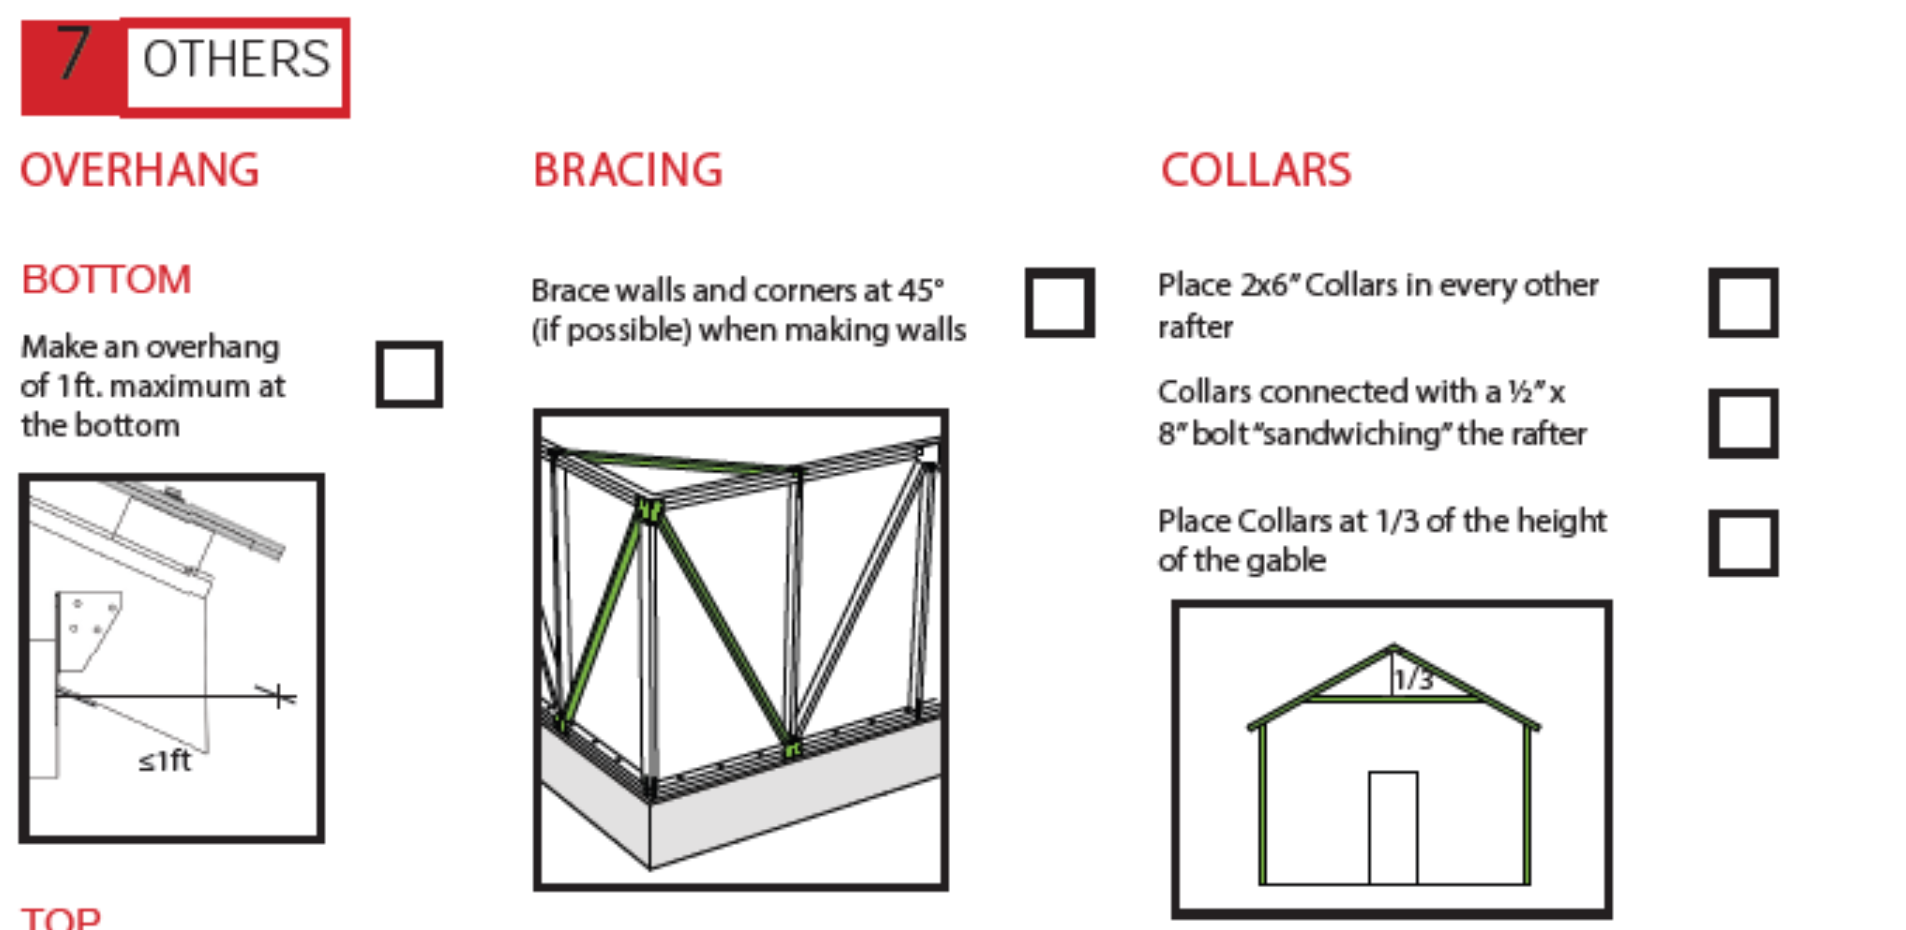 7 OTHERS
OVERHANG
BOTTOM
Make an overhang
of 1ft. maximum at
the bottom
≤1ft
TOP
BRACING
Brace walls and corners at 45°
(if possible) when making walls
COLLARS
Place 2x6” Collars in every other
rafter
Collars connected with a ½” x
8” bolt “sandwiching” the rafter
Place Collars at 1/3 of the height
of the gable
1/3